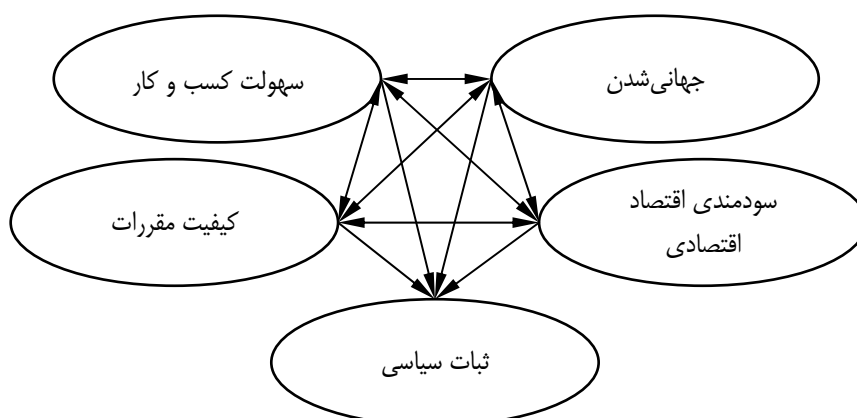 جهانی‌شدن
سهولت کسب و کار
سودمندی اقتصاد
اقتصادی
کیفیت مقررات
ثبات سیاسی